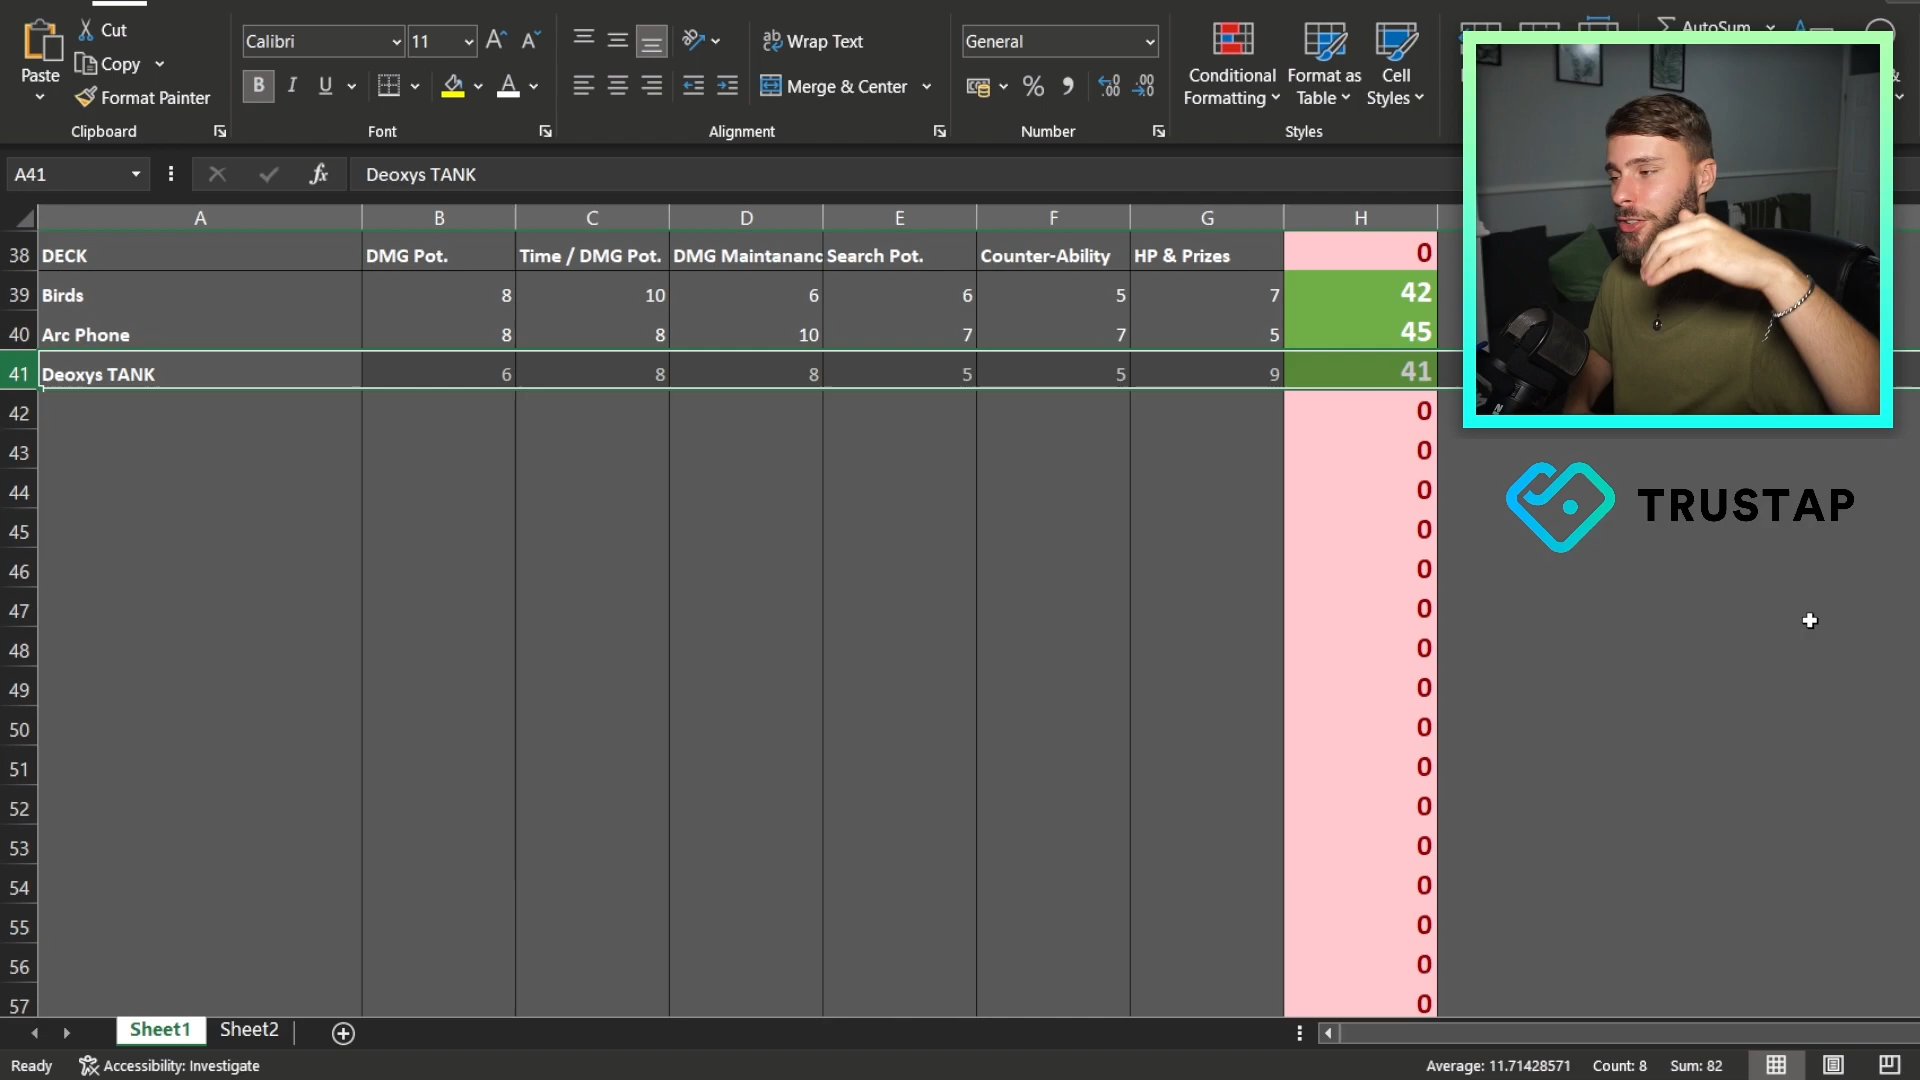 Paste
Cut
Copy
Format Painter
Clipboard
Calibri
11
B
I
U
A
Font
Wrap Text
Merge & Center
Alignment
General
%
Number
Conditional Formatting
Format as Table
Cell Styles
Styles
AutoSum
A41
fx
Deoxys TANK
A B C D E F G H
38 DECK DMG Pot. Time / DMG Pot. DMG Maintananc Search Pot. Counter-Ability HP & Prizes 0
39 Birds 8 10 6 6 5 7 42
40 Arc Phone 8 8 10 7 7 5 45
41 Deoxys TANK 6 8 8 5 5 9 41
42 0
43 0
44 0
45 0
46 0
47 0
48 0
49 0
50 0
51 0
52 0
53 0
54 0
55 0
56 0
57 0
TRUSTAP
Sheet1
Sheet2
Ready
Accessibility: Investigate
Average: 11.71428571
Count: 8
Sum: 82